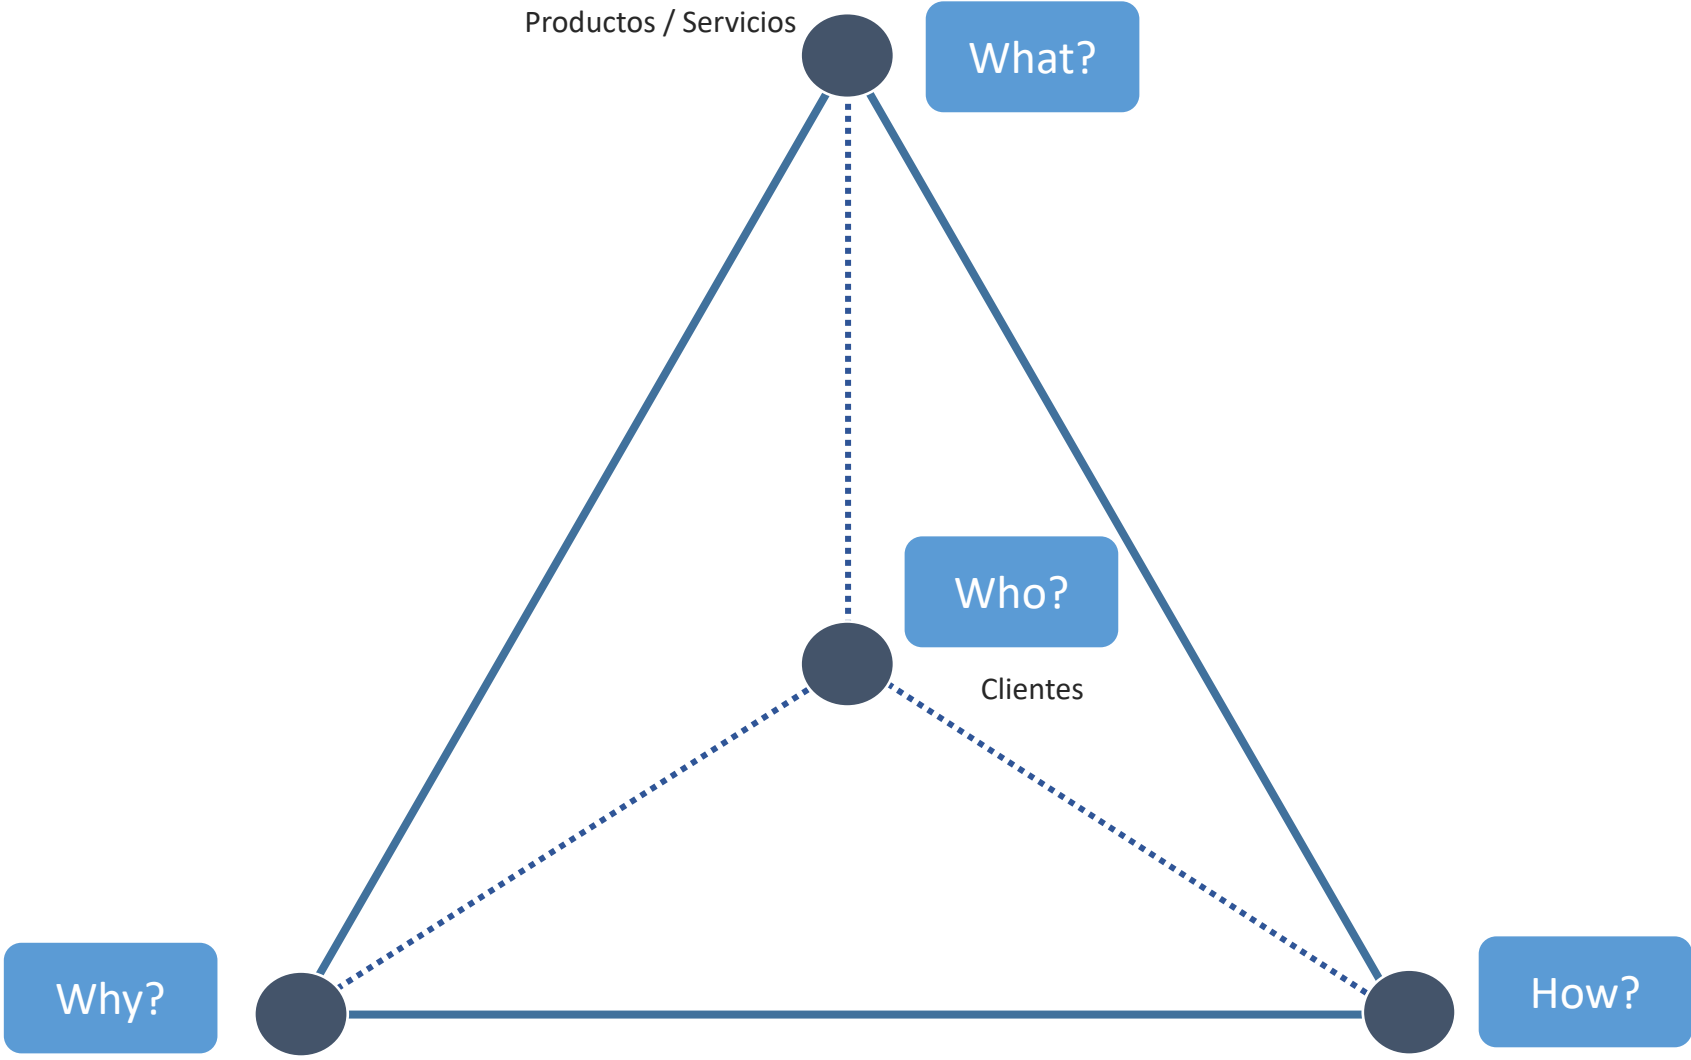 Productos / Servicios
What?
Who?
Clientes
Why?
How?